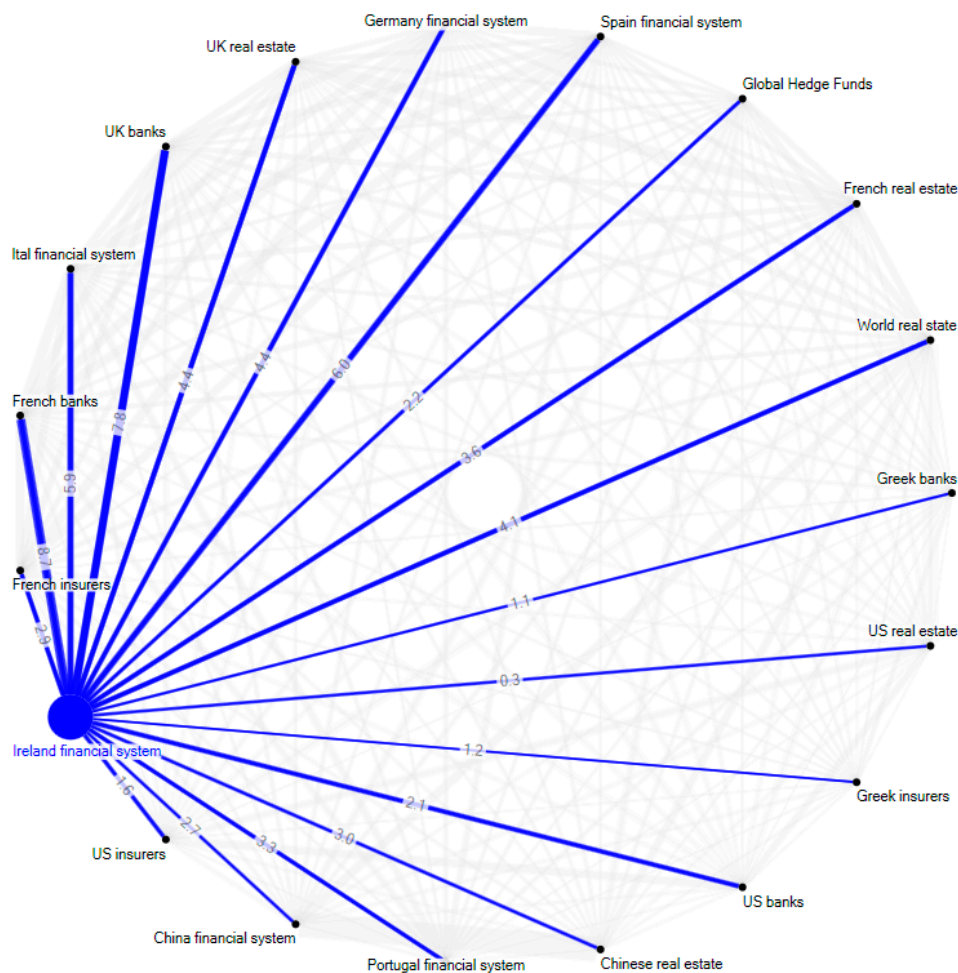 Germany financial system
Spain financial system
UK real estate
Global Hedge Funds
UK banks
French real estate
Ital financial system
World real state
4.4
4.4
6.0
French banks
2.2
7.8
3.6
Greek banks
5.9
4.1
8.7
French insurers
1.1
US real estate
2.9
0.3
Ireland financial system
1.2
1.6
Greek insurers
2.1
2.7
3.0
3.3
US insurers
US banks
China financial system
Portugal financial system
Chinese real estate